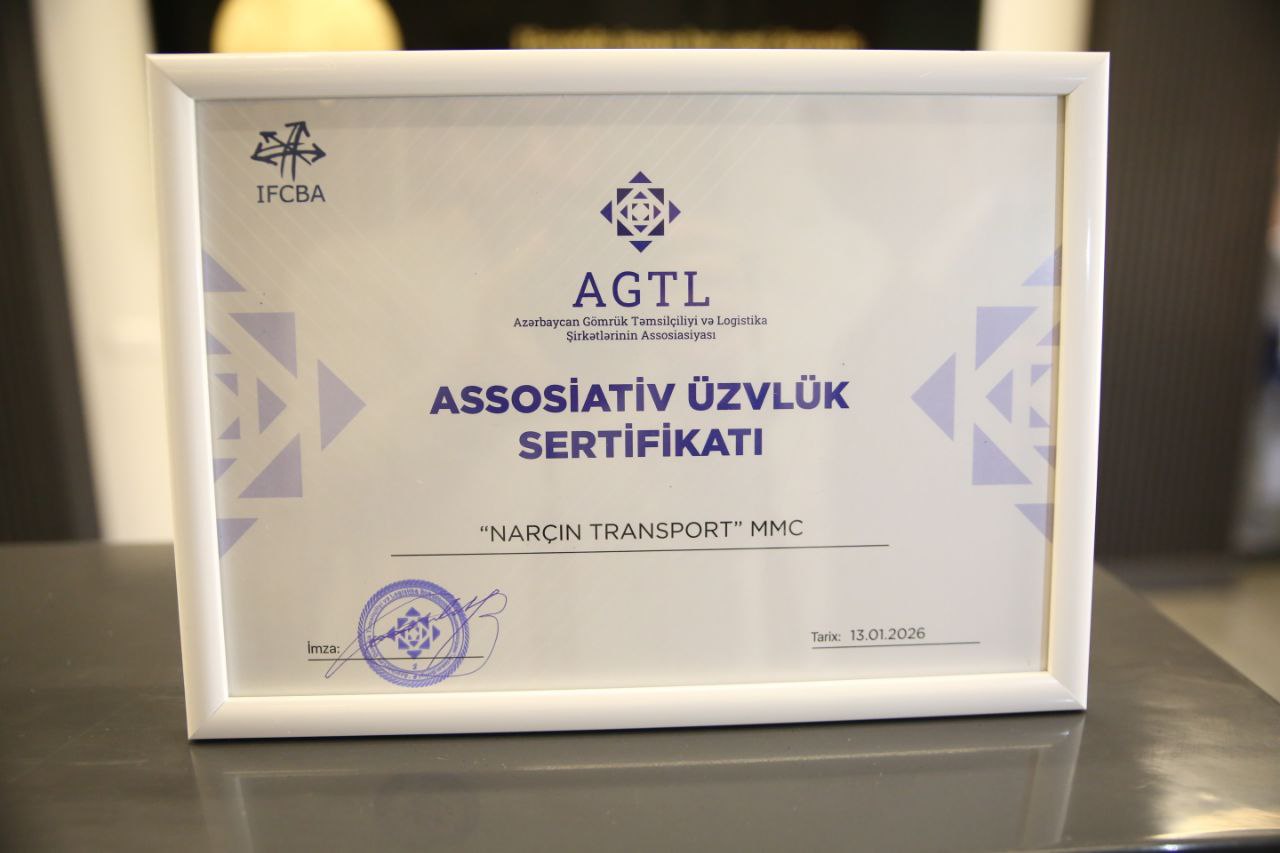 IFCBA
AGTL
Azərbaycan Gömrük Təmsilçiliyi və Logistika
Şirkətlərinin Assosiasiyası
ASSOSİATİV ÜZVLÜK
SERTİFİKATI
“NARÇIN TRANSPORT” MMC
İmza:
Tarix: 13.01.2026